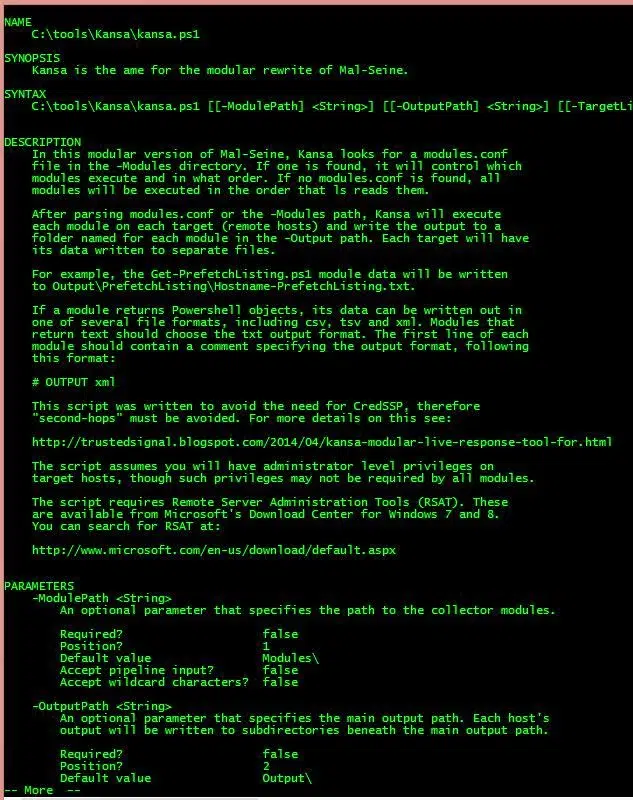 NAME
C:\tools\Kansa\kansa.ps1
SYNOPSIS
Kansa is the ame for the modular rewrite of Mal-Seine.
SYNTAX
C:\tools\Kansa\kansa.ps1 [[-ModulePath] <String>] [[-OutputPath] <String>] [[-TargetLi
DESCRIPTION
In this modular version of Mal-Seine, Kansa looks for a modules.conf
file in the -Modules directory. If one is found, it will control which
modules execute and in what order. If no modules.conf is found, all
modules will be executed in the order that ls reads them.
After parsing modules.conf or the -Modules path, Kansa will execute
each module on each target (remote hosts) and write the output to a
folder named for each module in the -Output path. Each target will have
its data written to separate files.
For example, the Get-PrefetchListing.ps1 module data will be written
to Output\PrefetchListing\Hostname-PrefetchListing.txt.
If a module returns Powershell objects, its data can be written out in
one of several file formats, including csv, tsv and xml. Modules that
return text should choose the txt output format. The first line of each
module should contain a comment specifying the output format, following
this format:
# OUTPUT xml
This script was written to avoid the need for CredSSP, therefore
"second-hops" must be avoided. For more details on this see:
http://trustedsignal.blogspot.com/2014/04/kansa-modular-live-response-tool-for.html
The script assumes you will have administrator level privileges on
target hosts, though such privileges may not be required by all modules.
The script requires Remote Server Administration Tools (RSAT). These
are available from Microsoft's Download Center for Windows 7 and 8.
You can search for RSAT at:
http://www.microsoft.com/en-us/download/default.aspx
PARAMETERS
-ModulePath <String>
An optional parameter that specifies the path to the collector modules.
Required? false
Position? 1
Default value Modules\
Accept pipeline input? false
Accept wildcard characters? false
-OutputPath <String>
An optional parameter that specifies the main output path. Each host's
output will be written to subdirectories beneath the main output path.
Required? false
Position? 2
Default value Output\
-- More --